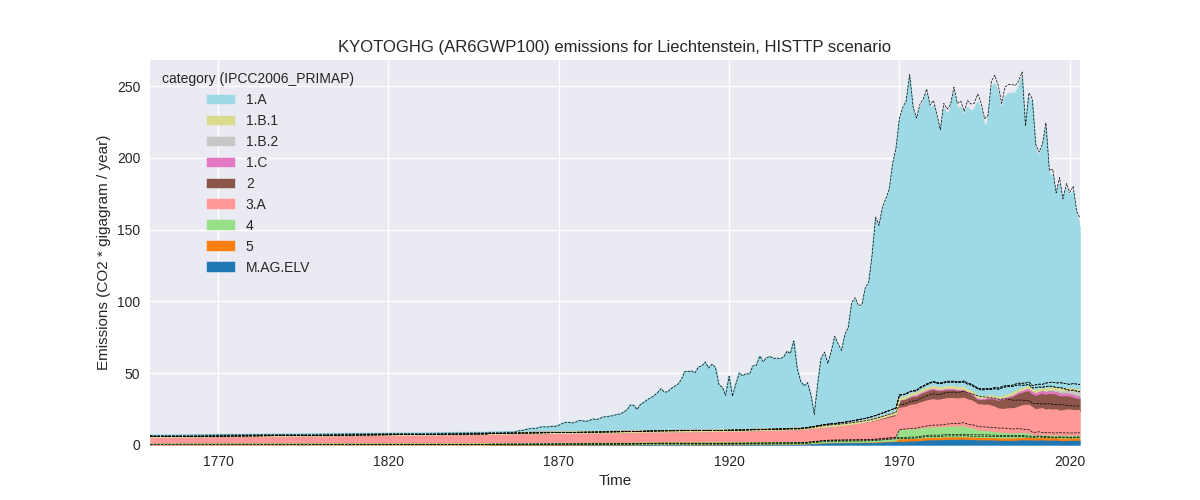 KYOTOGHG (AR6GWP100) emissions for Liechtenstein, HISTTP scenario
category (IPCC2006_PRIMAP)
1.A
1.B.1
1.B.2
1.C
2
3.A
4
5
M.AG.ELV
Emissions (CO2 * gigagram / year)
250
200
150
100
50
0
1770 1820 1870 1920 1970 2020
Time